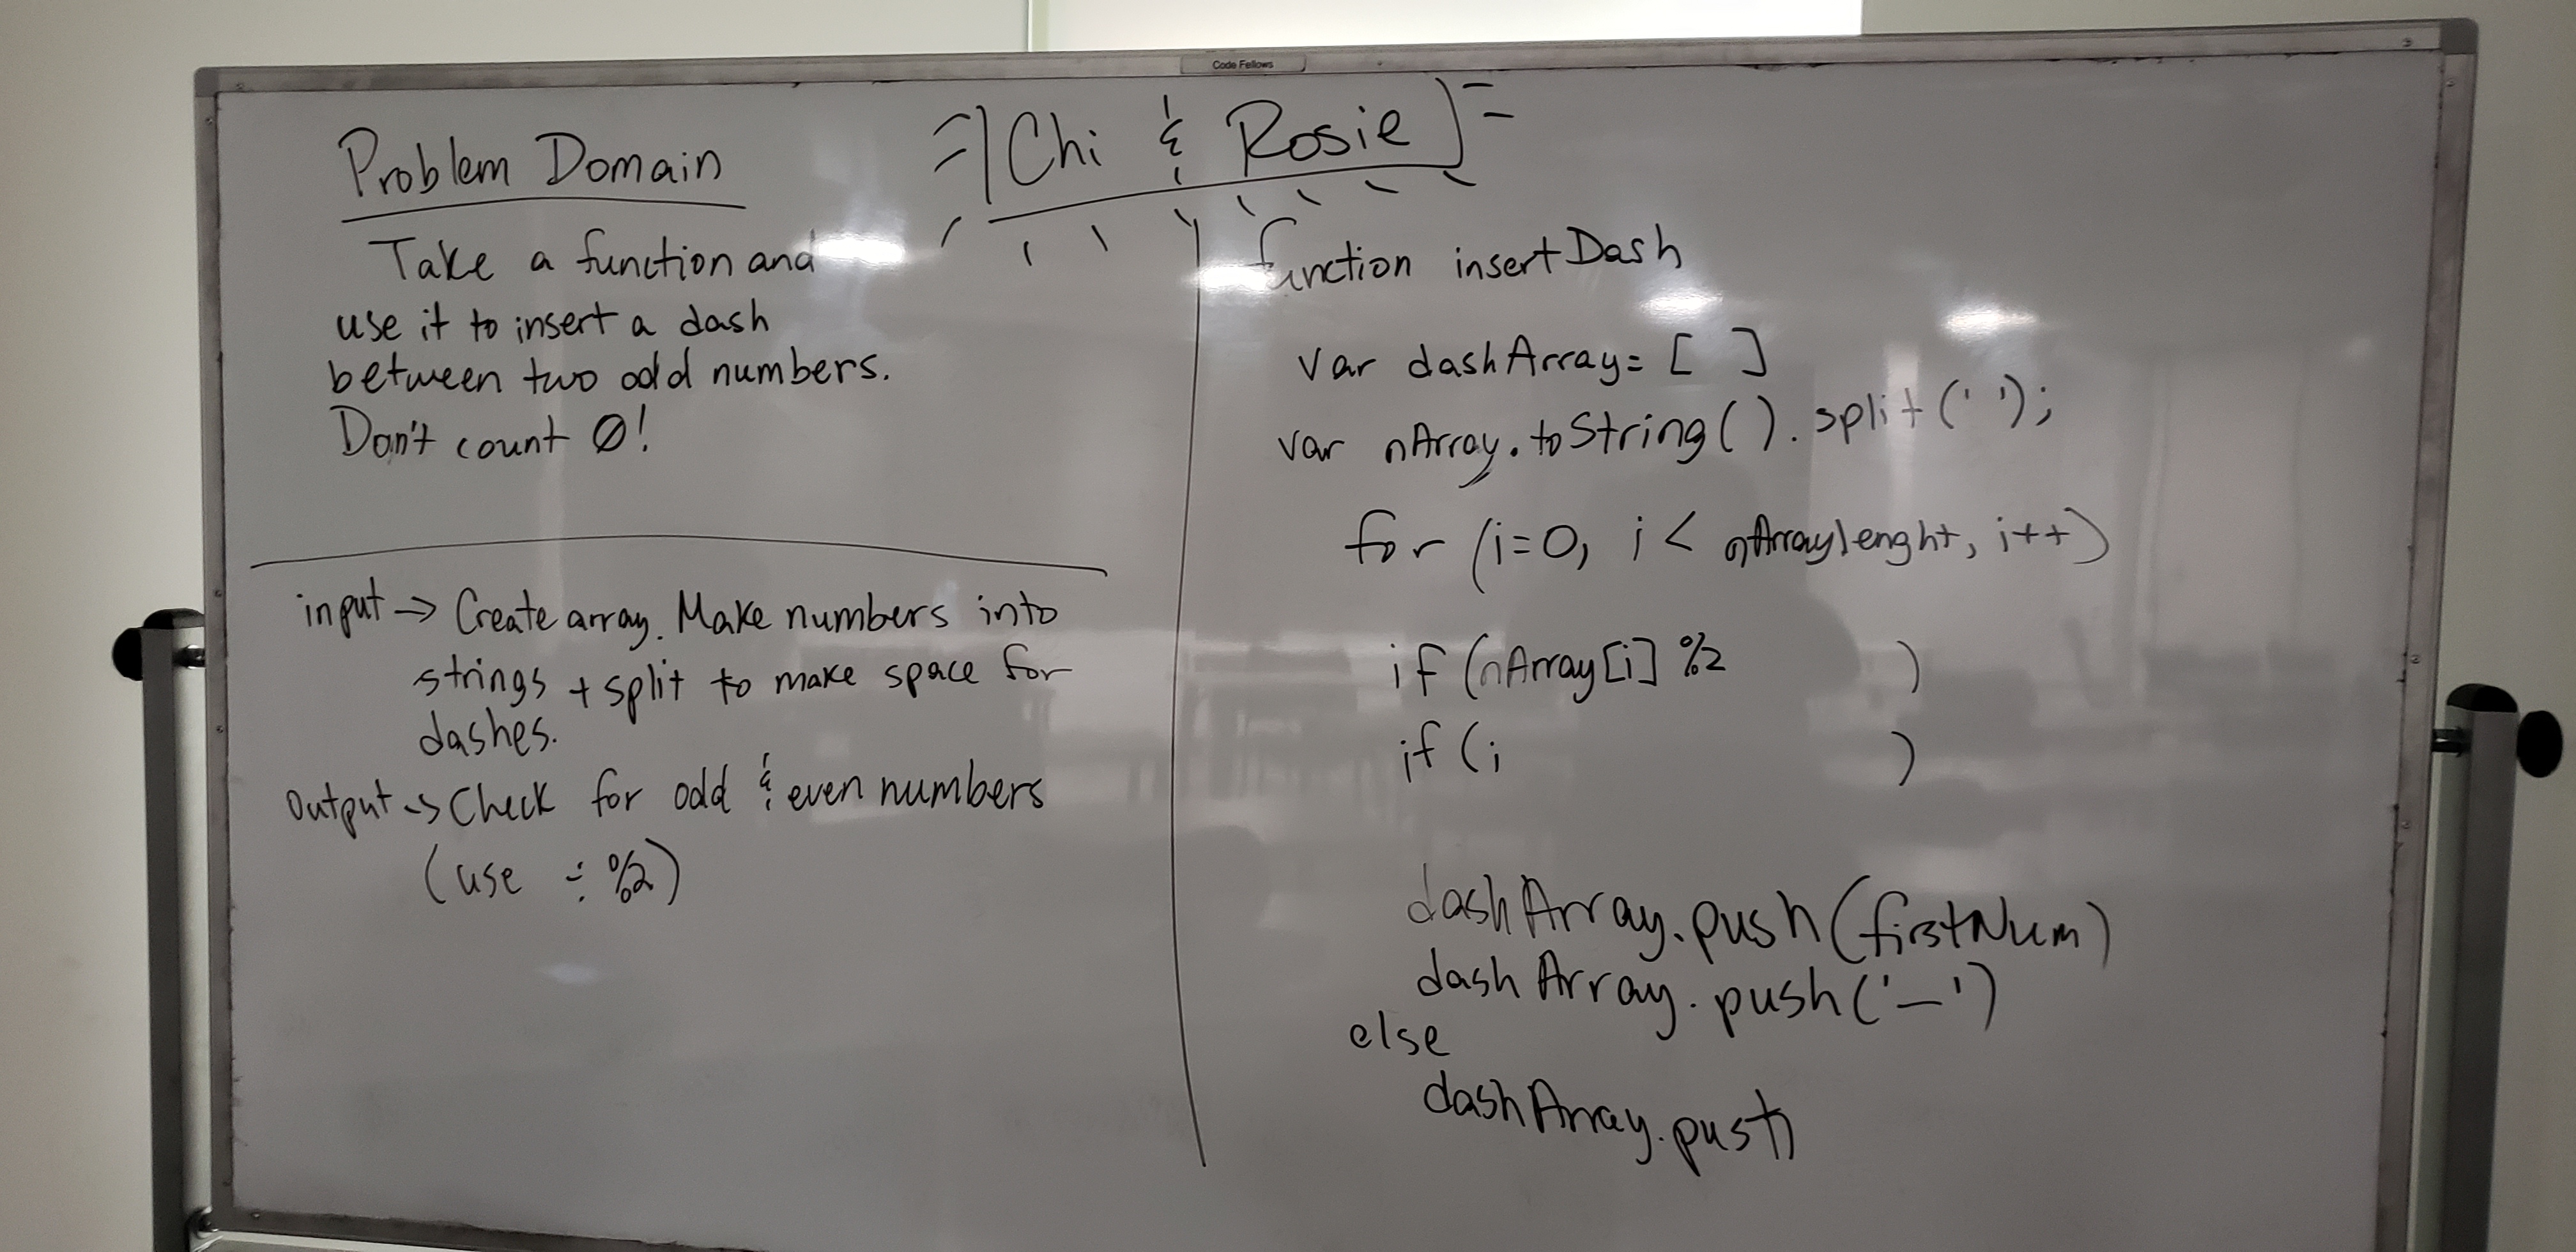 Code Fellows
Chi & Rosie
Problem Domain
Take a function and
use it to insert a dash
between two odd numbers.
Don't count Ø!
input → Create array. Make numbers into
strings + split to make space for
dashes.
Output → Check for odd & even numbers
(use ÷ %2)
function insertDash
var dashArray = [ ]
var nArray.toString().split(' ');
for (i=0, i < nArraylenght, i++)
if (nArray[i] %2 )
if (i )
dashArray.push(firstNum)
dashArray.push('-')
else
dashArray.push